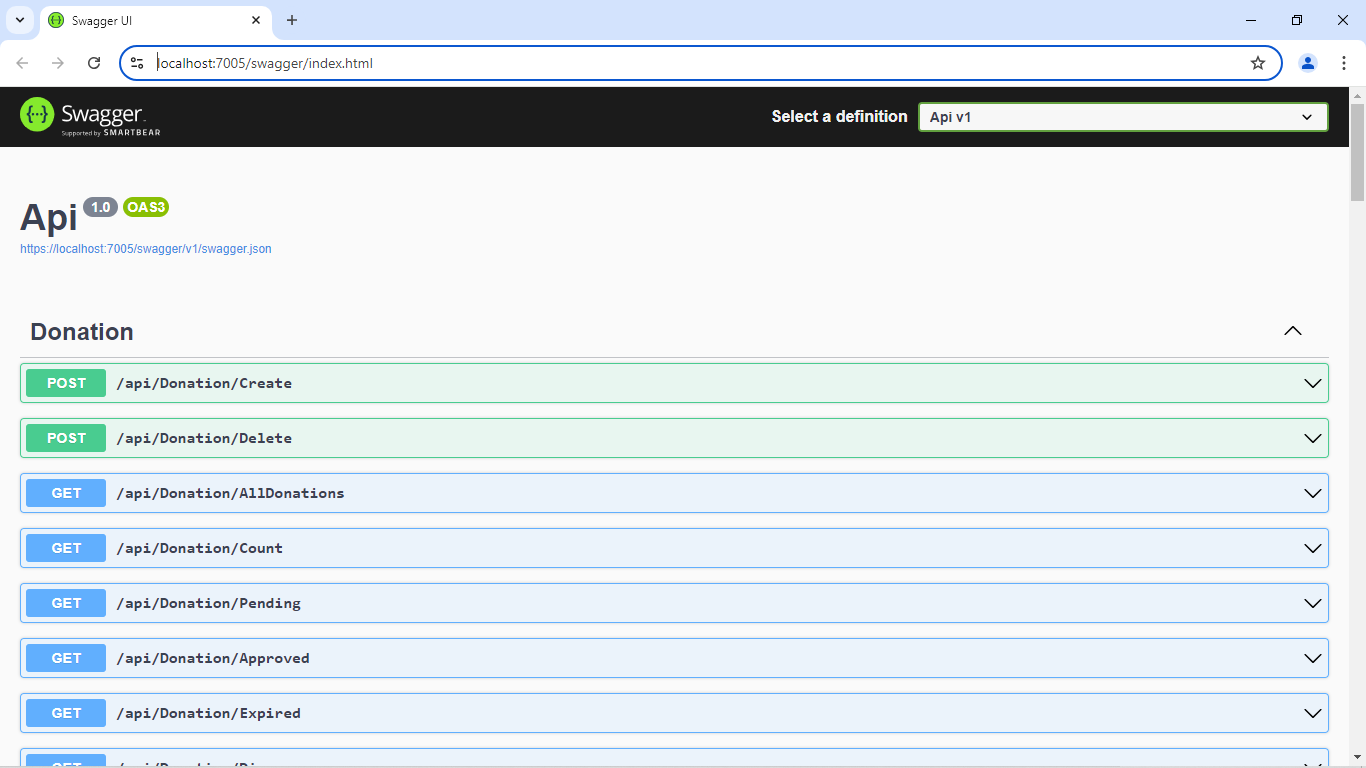 Swagger UI
localhost:7005/swagger/index.html
Swagger
Supported by SMARTBEAR
Select a definition
Api v1
Api 1.0 OAS3
https://localhost:7005/swagger/v1/swagger.json
Donation
POST /api/Donation/Create
POST /api/Donation/Delete
GET /api/Donation/AllDonations
GET /api/Donation/Count
GET /api/Donation/Pending
GET /api/Donation/Approved
GET /api/Donation/Expired
GET